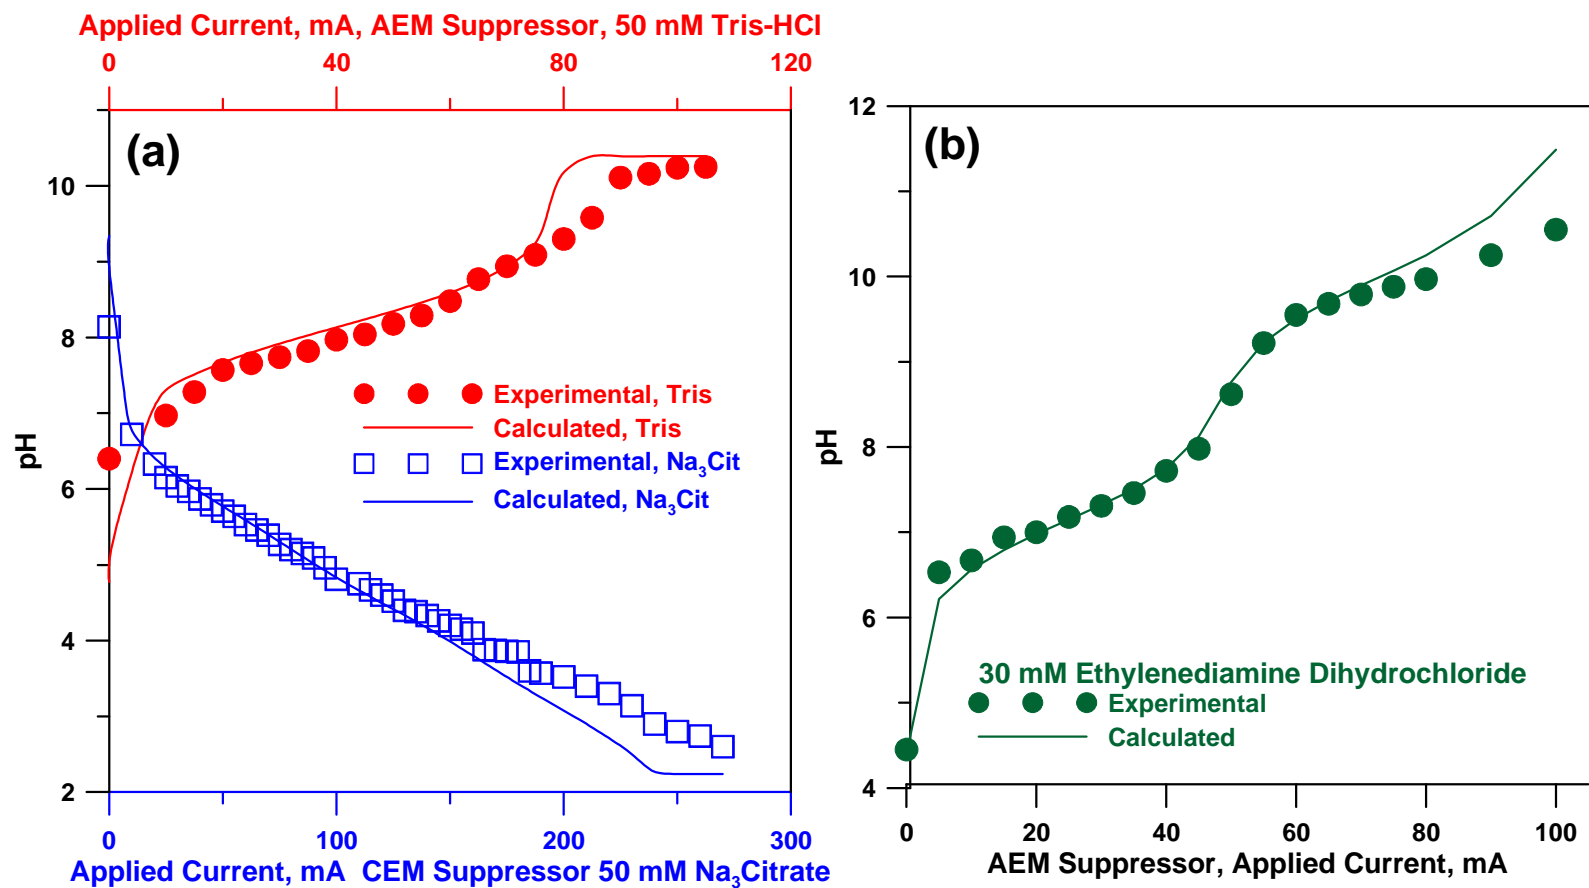 Applied Current, mA, AEM Suppressor, 50 mM Tris-HCl
0 40 80 120
(a)
10
8
6
4
2
pH
Experimental, Tris
Calculated, Tris
Experimental, Na₃Cit
Calculated, Na₃Cit
0 100 200 300
Applied Current, mA CEM Suppressor 50 mM Na₃Citrate
(b)
12
10
8
6
4
pH
30 mM Ethylenediamine Dihydrochloride
Experimental
Calculated
0 20 40 60 80 100
AEM Suppressor, Applied Current, mA